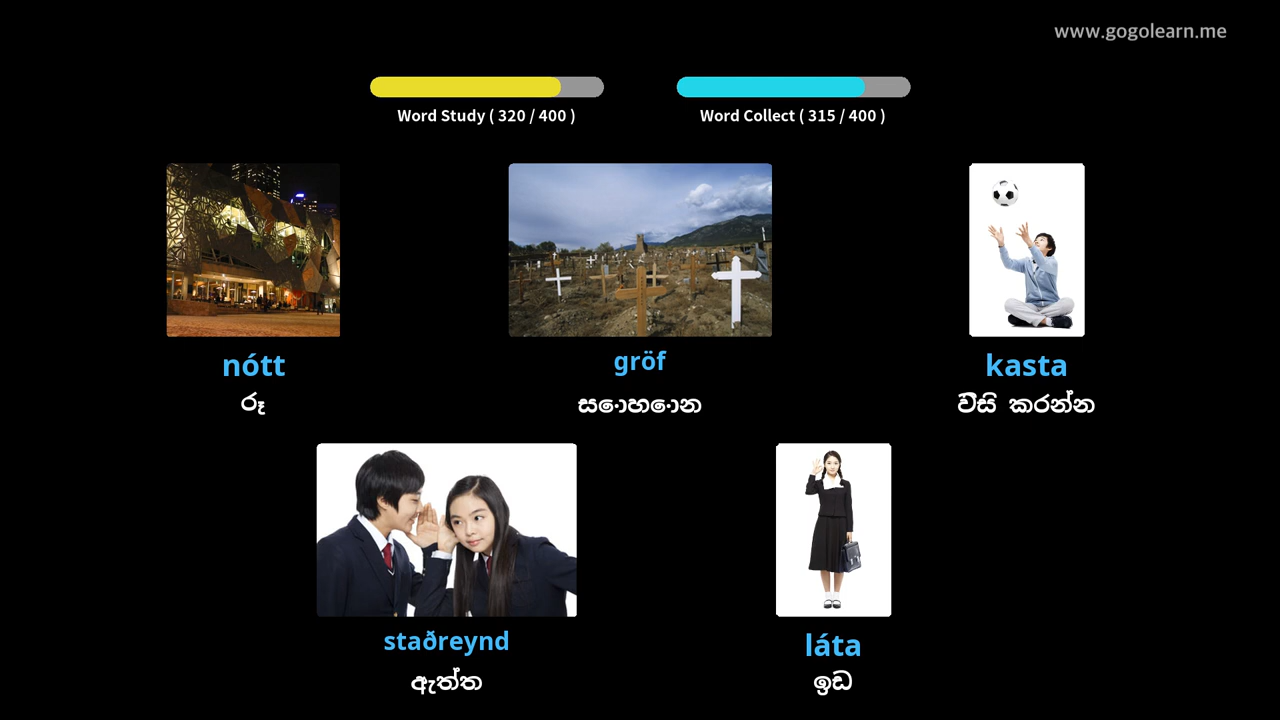 www.gogolearn.me
Word Study ( 320 / 400 )
Word Collect ( 315 / 400 )
nótt
රෑ
gröf
සොහොන
kasta
වීසි කරන්න
staðreynd
ඇත්ත
láta
ඉඩ